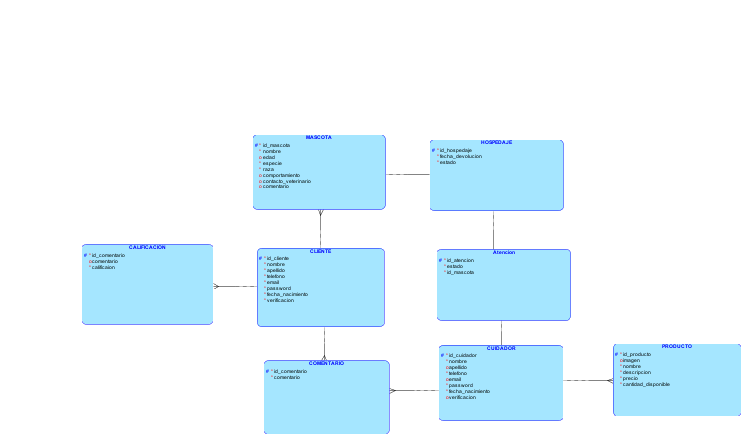 MASCOTA
# * id_mascota
* nombre
o edad
* especie
* raza
o comportamiento
o contacto_veterinario
o comentario
HOSPEDAJE
# * id_hospedaje
* fecha_devolucion
* estado
CALIFICACION
# * id_comentario
o comentario
* calificaion
CLIENTE
# * id_cliente
* nombre
* apellido
* telefono
* email
* password
* fecha_nacimiento
* verificacion
Atencion
# * id_atencion
* estado
* id_mascota
COMENTARIO
# * id_comentario
* comentario
CUIDADOR
# * id_cuidador
* nombre
o apellido
* telefono
o email
* password
* fecha_nacimiento
o verificacion
PRODUCTO
# * id_producto
o imagen
* nombre
* descripcion
* precio
* cantidad_disponible